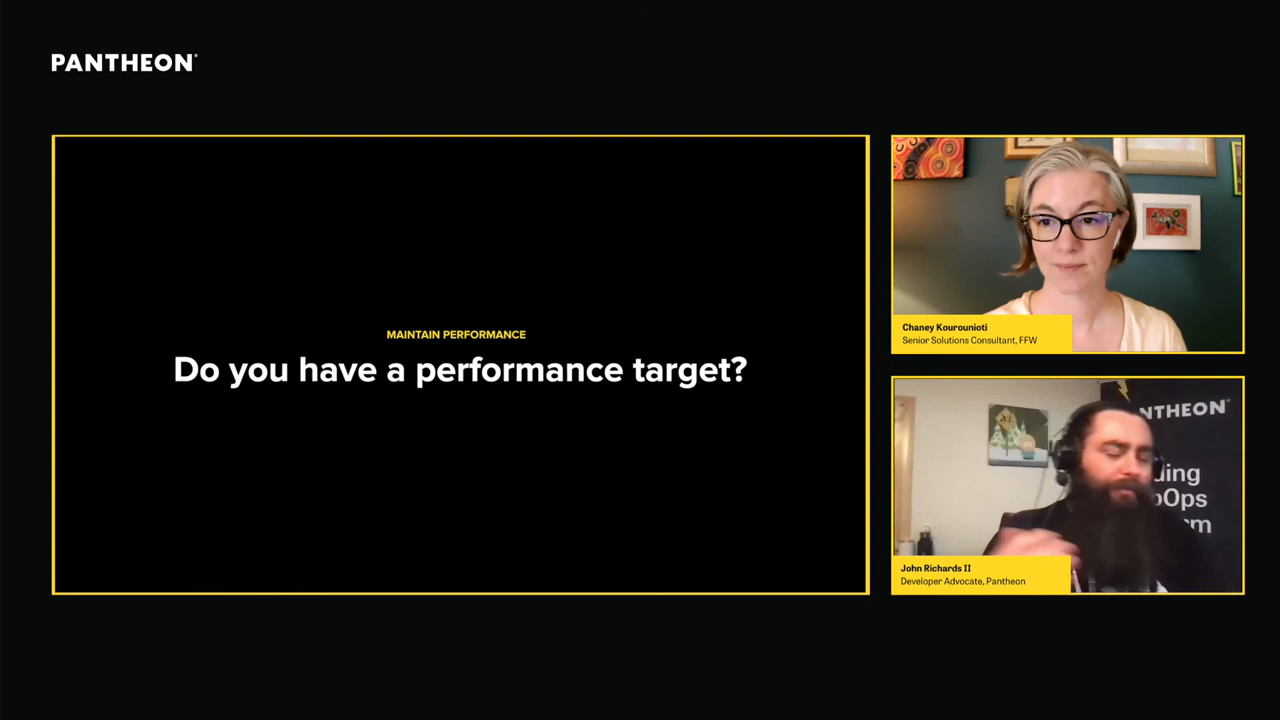 PANTHEON
MAINTAIN PERFORMANCE
Do you have a performance target?
Chaney Kourounioti
Senior Solutions Consultant, FFW
NTHEON
John Richards II
Developer Advocate, Pantheon